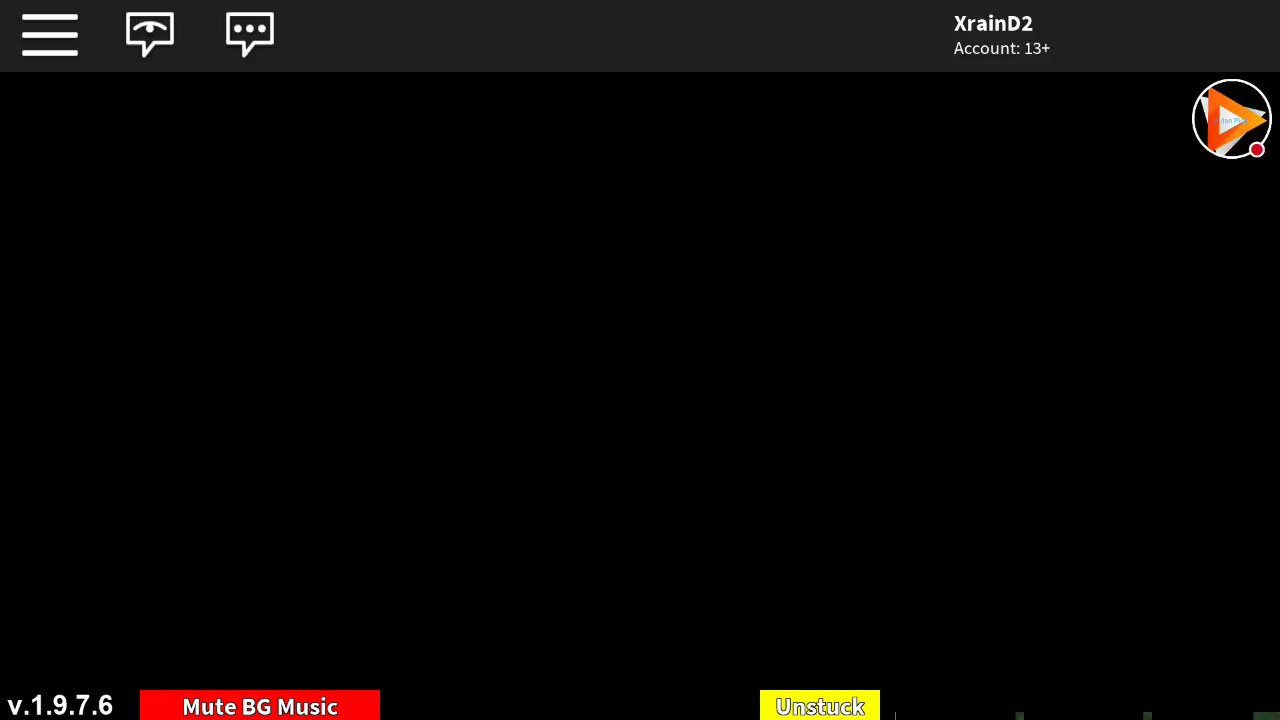 XrainD2
Account: 13+
v.1.9.7.6
Mute BG Music
Unstuck